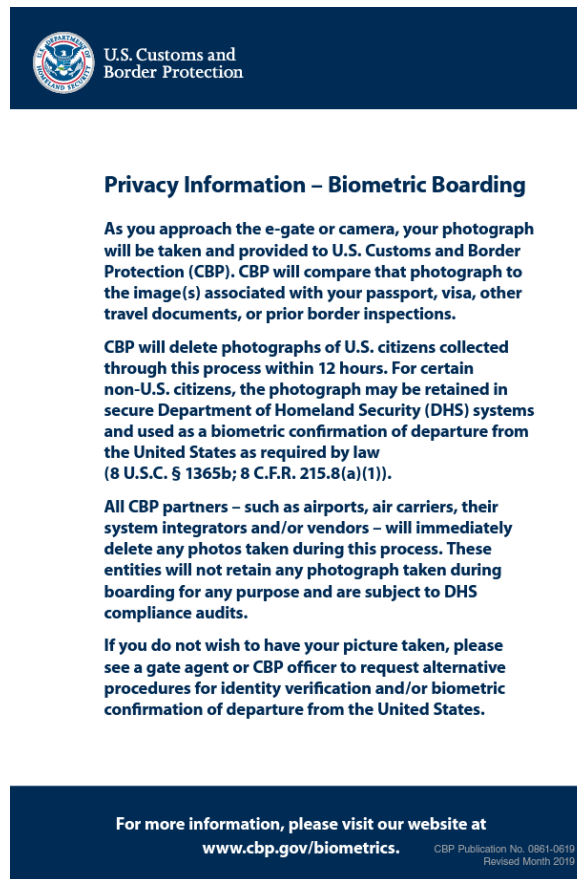 U.S. Customs and
Border Protection
Privacy Information – Biometric Boarding
As you approach the e-gate or camera, your photograph
will be taken and provided to U.S. Customs and Border
Protection (CBP). CBP will compare that photograph to
the image(s) associated with your passport, visa, other
travel documents, or prior border inspections.
CBP will delete photographs of U.S. citizens collected
through this process within 12 hours. For certain
non-U.S. citizens, the photograph may be retained in
secure Department of Homeland Security (DHS) systems
and used as a biometric confirmation of departure from
the United States as required by law
(8 U.S.C. § 1365b; 8 C.F.R. 215.8(a)(1)).
All CBP partners – such as airports, air carriers, their
system integrators and/or vendors – will immediately
delete any photos taken during this process. These
entities will not retain any photograph taken during
boarding for any purpose and are subject to DHS
compliance audits.
If you do not wish to have your picture taken, please
see a gate agent or CBP officer to request alternative
procedures for identity verification and/or biometric
confirmation of departure from the United States.
For more information, please visit our website at
www.cbp.gov/biometrics.
CBP Publication No. 0861-0619
Revised Month 2019